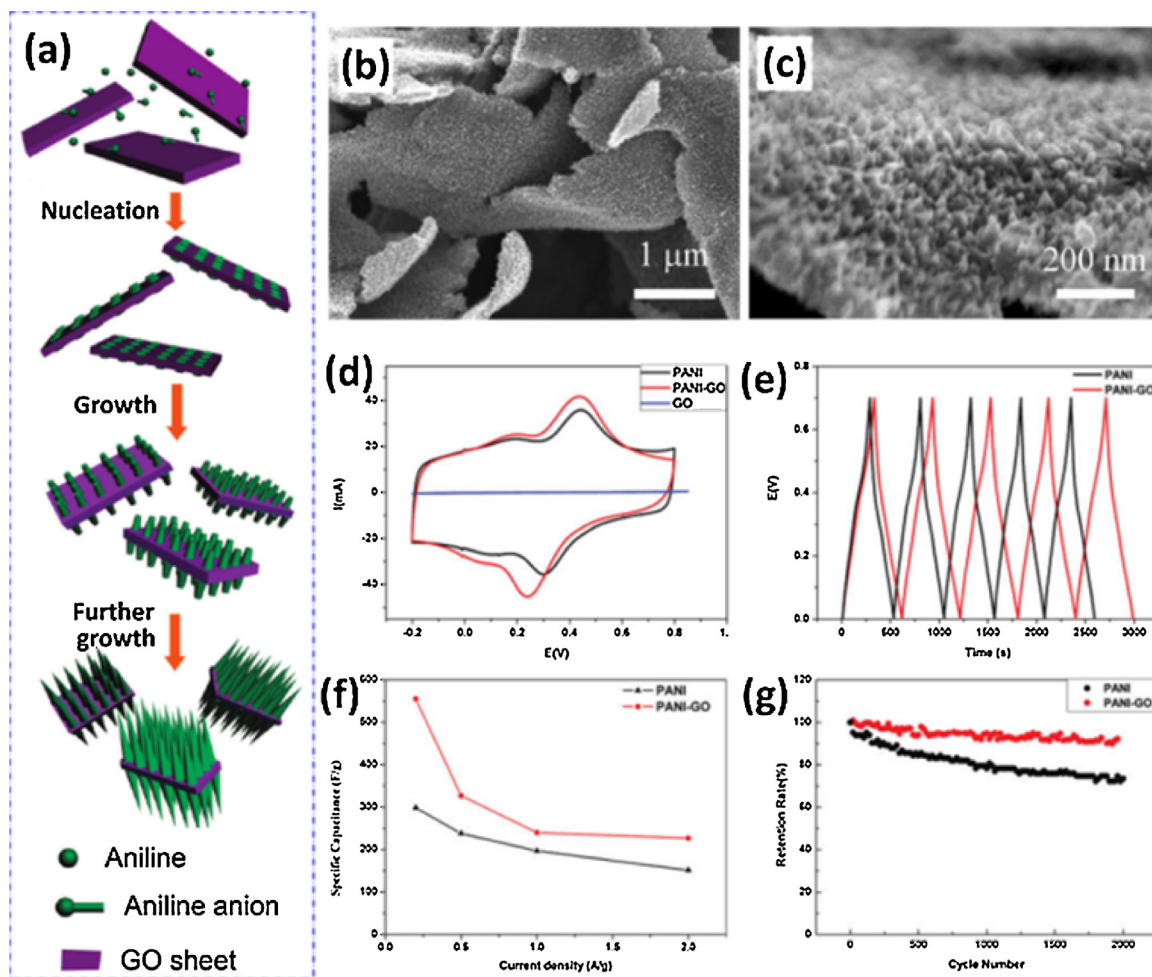 (a)
Nucleation
Growth
Further
growth
Aniline
Aniline anion
GO sheet
(b)
1 μm
(c)
200 nm
(d)
PANI
PANI-GO
GO
I(mA)
40
20
0
-20
-40
-0.2 0.0 0.2 0.4 0.6 0.8 1.
E(V)
(e)
PANI
PANI-GO
E(V)
0.8
0.6
0.4
0.2
0.0
0 500 1000 1500 2000 2500 3000
Time (s)
(f)
PANI
PANI-GO
Specific Capacitance (F/g)
600
500
400
300
200
100
0
0.0 0.5 1.0 1.5 2.0
Current density (A/g)
(g)
PANI
PANI-GO
Retention Rate(%)
120
100
80
60
40
20
0
0 500 1000 1500 2000
Cycle Number